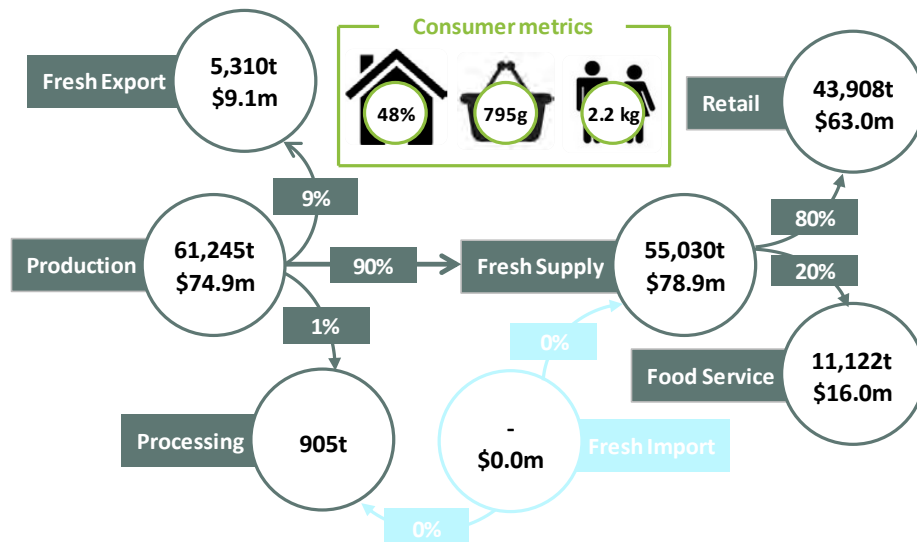 Consumer metrics
48%
795g
2.2 kg
Fresh Export
5,310t
$9.1m
Retail
43,908t
$63.0m
9%
80%
Production
61,245t
$74.9m
90%
Fresh Supply
55,030t
$78.9m
20%
1%
0%
Food Service
11,122t
$16.0m
Processing
905t
-
$0.0m
Fresh Import
0%